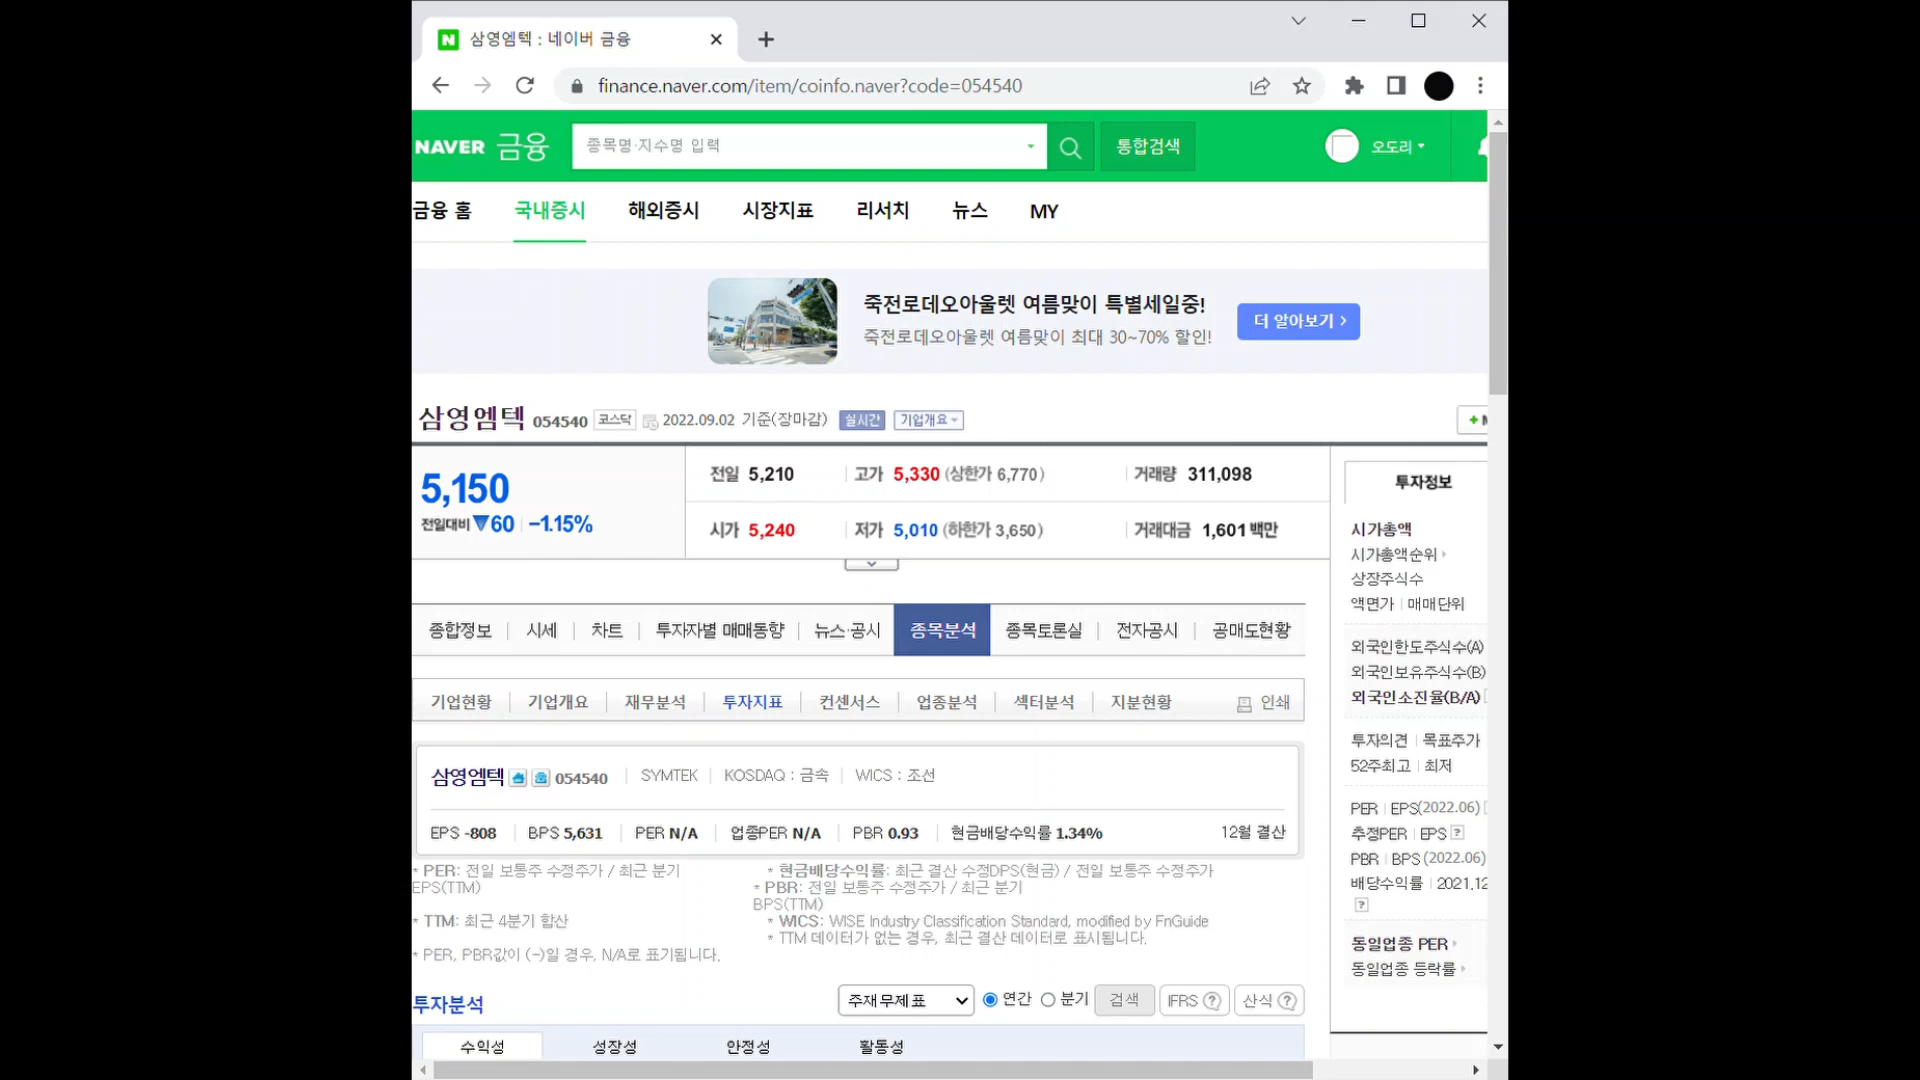 삼영엠텍 : 네이버 금융
finance.naver.com/item/coinfo.naver?code=054540
NAVER 금융 종목명·지수명 입력 통합검색 오도리
금융 홈 국내증시 해외증시 시장지표 리서치 뉴스 MY
죽전로데오아울렛 여름맞이 특별세일중!
죽전로데오아울렛 여름맞이 최대 30~70% 할인!
더 알아보기 >
삼영엠텍 054540 코스닥 2022.09.02 기준(장마감) 실시간 기업개요
5,150
전일대비 ▼60 -1.15%
전일 5,210 고가 5,330 (상한가 6,770) 거래량 311,098
시가 5,240 저가 5,010 (하한가 3,650) 거래대금 1,601 백만
종합정보 시세 차트 투자자별 매매동향 뉴스·공시 종목분석 종목토론실 전자공시 공매도현황
기업현황 기업개요 재무분석 투자지표 컨센서스 업종분석 섹터분석 지분현황 인쇄
삼영엠텍 054540 SYMTEK KOSDAQ : 금속 WICS : 조선
EPS -808 BPS 5,631 PER N/A 업종PER N/A PBR 0.93 현금배당수익률 1.34% 12월 결산
* PER: 전일 보통주 수정주가 / 최근 분기
EPS(TTM)
* TTM: 최근 4분기 합산
* PER, PBR값이 (-)일 경우, N/A로 표기됩니다.
* 현금배당수익률: 최근 결산 수정DPS(현금) / 전일 보통주 수정주가
* PBR: 전일 보통주 수정주가 / 최근 분기
BPS(TTM)
* WICS: WISE Industry Classification Standard, modified by FnGuide
* TTM 데이터가 없는 경우, 최근 결산 데이터로 표시됩니다.
투자분석 주재무제표 연간 분기 검색 IFRS ? 산식 ?
수익성 성장성 안정성 활동성
투자정보
시가총액
시가총액순위
상장주식수
액면가 매매단위
외국인한도주식수(A)
외국인보유주식수(B)
외국인소진율(B/A)
투자의견 목표주가
52주최고 최저
PER EPS(2022.06)
추정PER EPS ?
PBR BPS (2022.06)
배당수익률 2021.12
?
동일업종 PER
동일업종 등락률